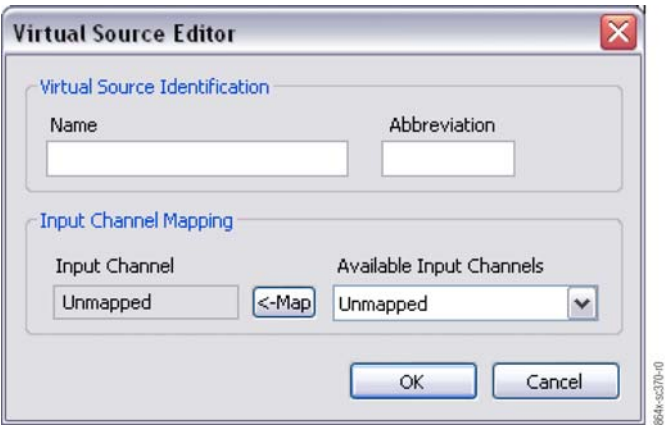 Virtual Source Editor
Virtual Source Identification
Name
Abbreviation
Input Channel Mapping
Input Channel
Available Input Channels
Unmapped
<-Map
Unmapped
OK
Cancel
864x-sc370-r0